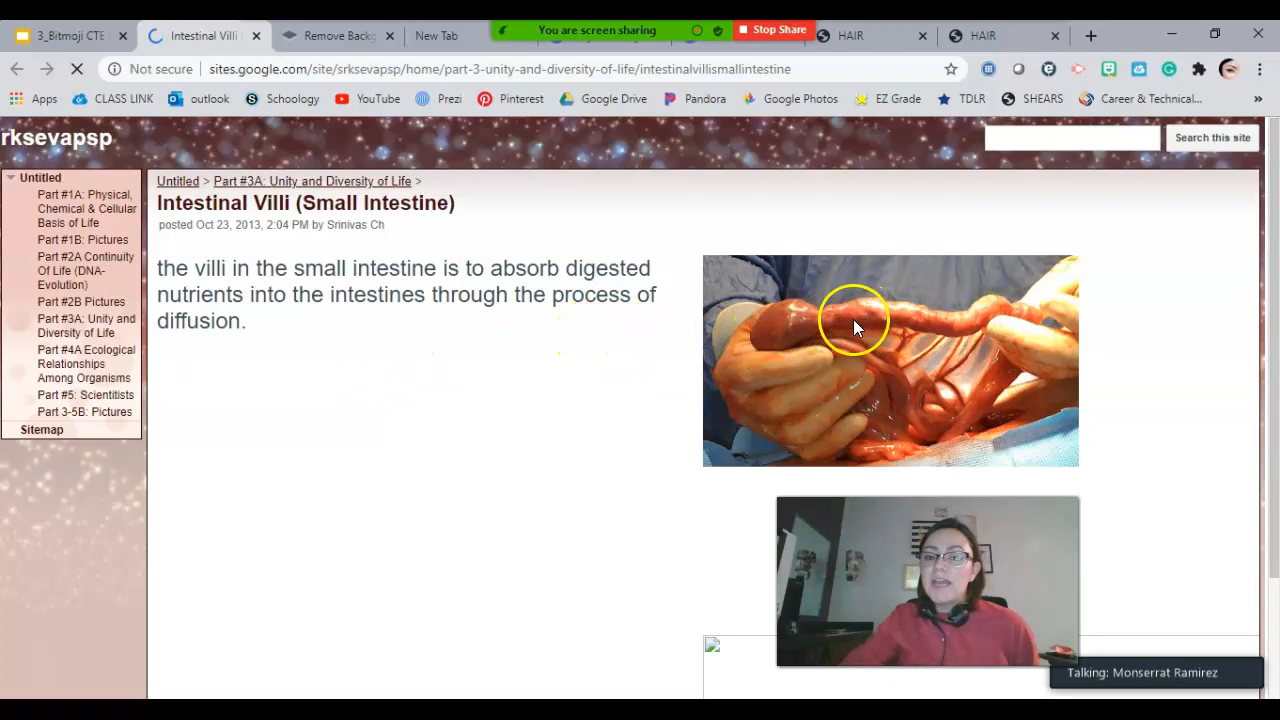 3_Bitmoji CTE
Intestinal Villi
Remove Backg
New Tab
You are screen sharing
Stop Share
HAIR
HAIR
Not secure
sites.google.com/site/srksevapsp/home/part-3-unity-and-diversity-of-life/intestinalvillismallintestine
Apps
CLASS LINK
outlook
Schoology
YouTube
Prezi
Pinterest
Google Drive
Pandora
Google Photos
EZ Grade
TDLR
SHEARS
Career & Technical...
»
rksevapsp
Search this site
Untitled
Part #1A: Physical,
Chemical & Cellular
Basis of Life
Part #1B: Pictures
Part #2A Continuity
Of Life (DNA-
Evolution)
Part #2B Pictures
Part #3A: Unity and
Diversity of Life
Part #4A Ecological
Relationships
Among Organisms
Part #5: Scientists
Part 3-5B: Pictures
Sitemap
Untitled > Part #3A: Unity and Diversity of Life >
Intestinal Villi (Small Intestine)
posted Oct 23, 2013, 2:04 PM by Srinivas Ch
the villi in the small intestine is to absorb digested
nutrients into the intestines through the process of
diffusion.
Talking: Monserrat Ramirez